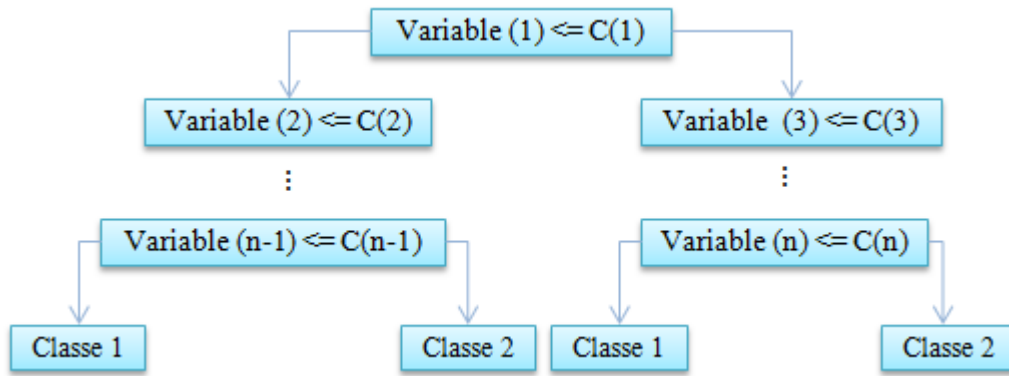 Variable (1) <= C(1)
Variable (2) <= C(2)
Variable (3) <= C(3)
⋮
⋮
Variable (n-1) <= C(n-1)
Variable (n) <= C(n)
Classe 1
Classe 2
Classe 1
Classe 2